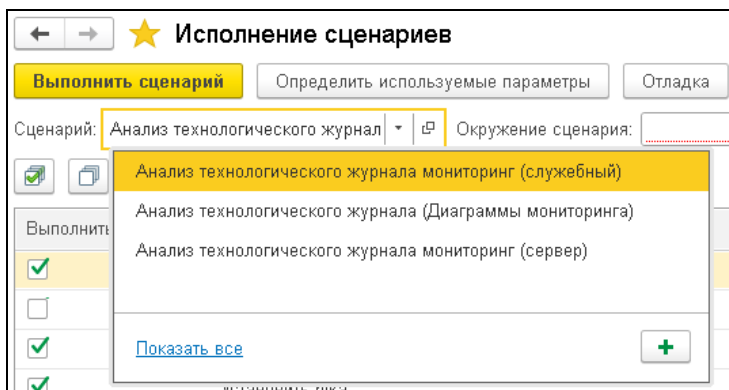 Исполнение сценариев
Выполнить сценарий Определить используемые параметры Отладка
Сценарий: Анализ технологического журнал Окружение сценария:
Анализ технологического журнала мониторинг (служебный)
Анализ технологического журнала (Диаграммы мониторинга)
Выполнить
Анализ технологического журнала мониторинг (сервер)
Показать все